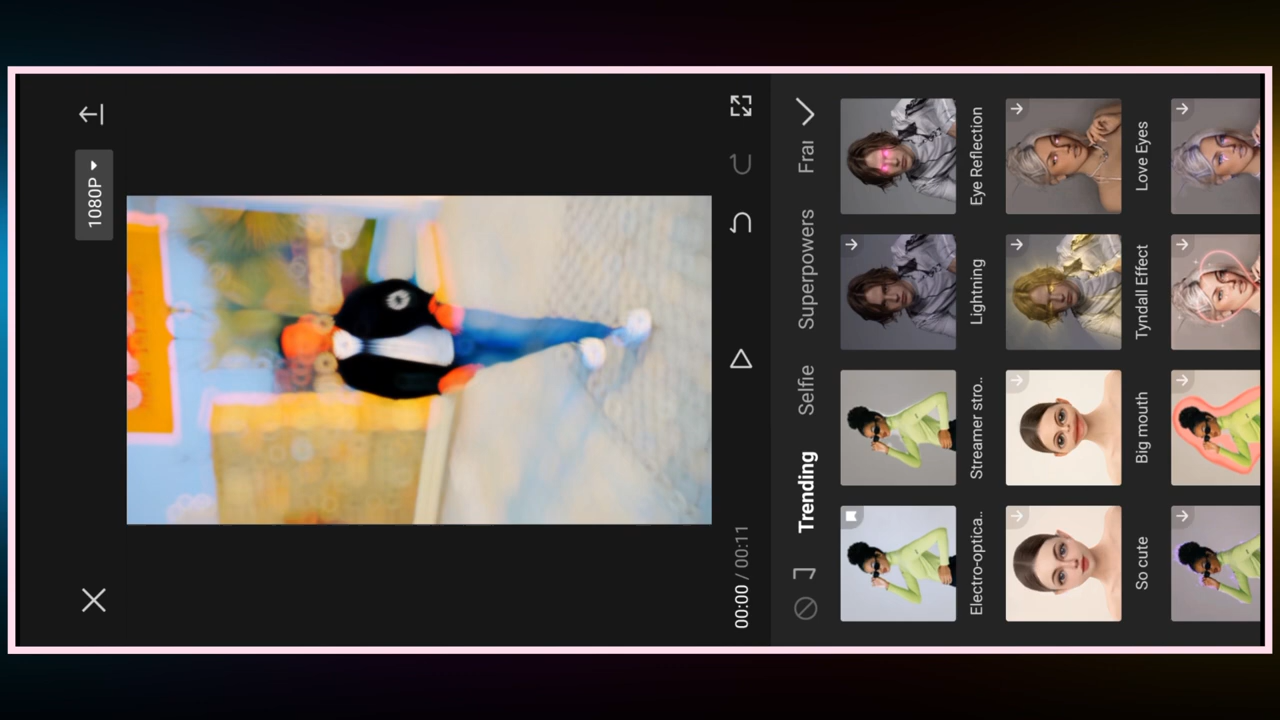 1080P
00:00 / 00:11
Trending Selfie Superpowers Frai
Electro-optica.. Streamer stro.. Lightning Eye Reflection
So cute Big mouth Tyndall Effect Love Eyes